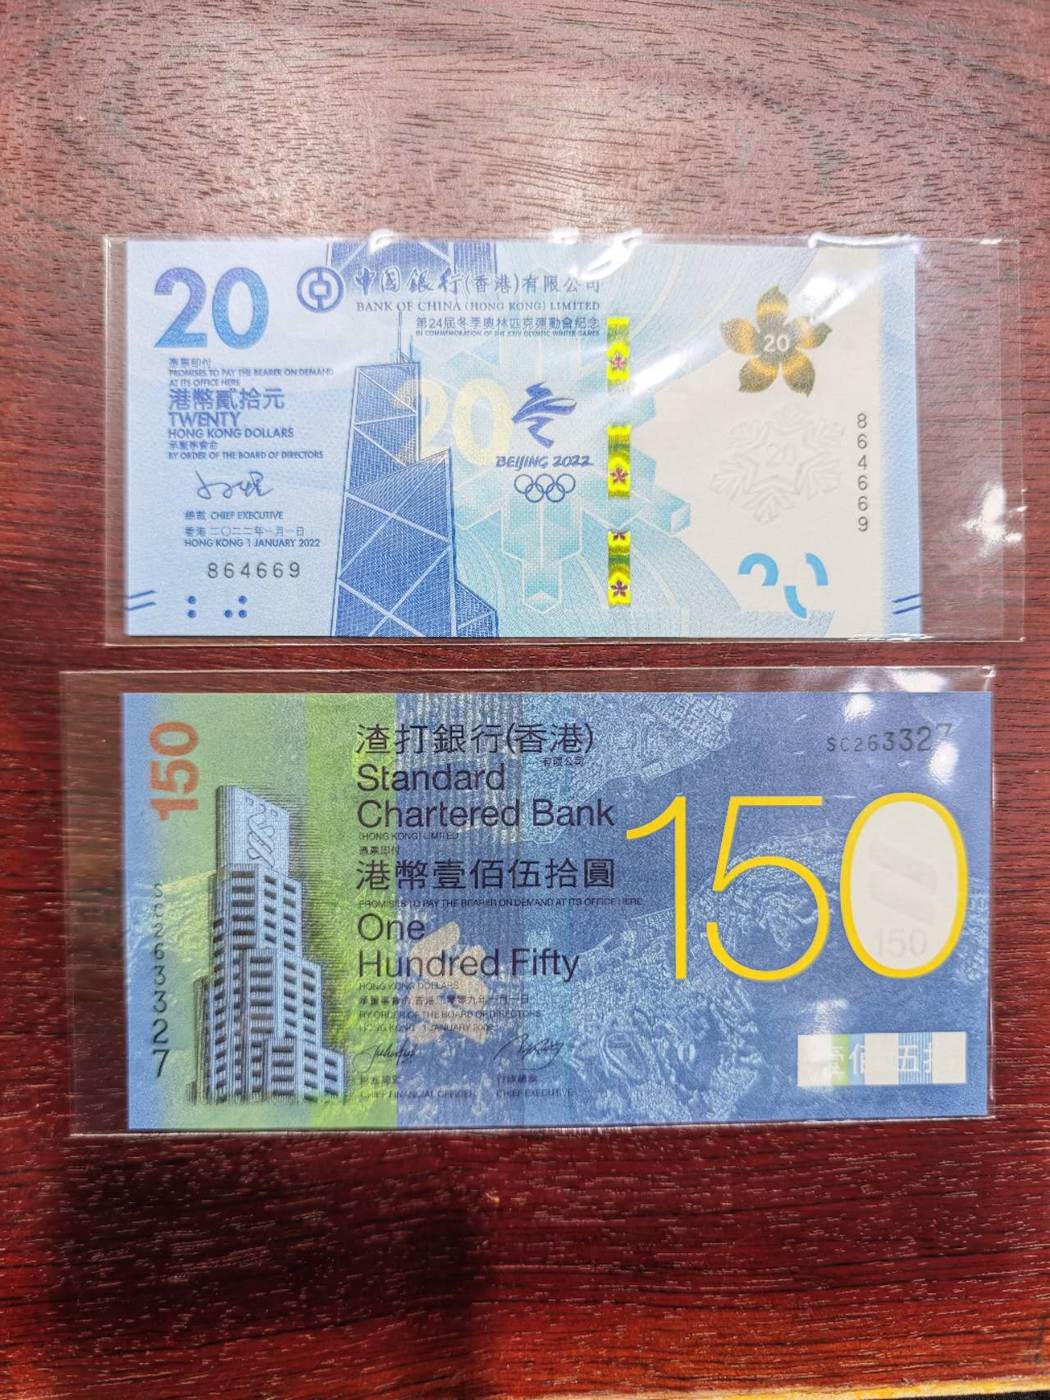 20
中國銀行(香港)有限公司
BANK OF CHINA (HONG KONG) LIMITED
第24屆冬季奧林匹克運動會紀念
IN COMMEMORATION OF THE XXIV OLYMPIC WINTER GAMES
憑票即付
PROMISES TO PAY THE BEARER ON DEMAND
AT ITS OFFICE HERE
港幣貳拾元
TWENTY
HONG KONG DOLLARS
承董事會命
BY ORDER OF THE BOARD OF DIRECTORS
總裁 CHIEF EXECUTIVE
香港 二〇二二年一月一日
HONG KONG 1 JANUARY 2022
864669
20
BEIJING 2022
20
20
864669
20
150
SC263327
渣打銀行(香港)
有限公司
Standard
Chartered Bank
(HONG KONG) LIMITED
憑票即付
港幣壹佰伍拾圓
PROMISES TO PAY THE BEARER ON DEMAND AT ITS OFFICE HERE
One
Hundred Fifty
HONG KONG DOLLARS
BY ORDER OF THE BOARD OF DIRECTORS
HONG KONG 1 JANUARY
CHIEF FINANCIAL OFFICER
CHIEF EXECUTIVE
SC263327
150
150